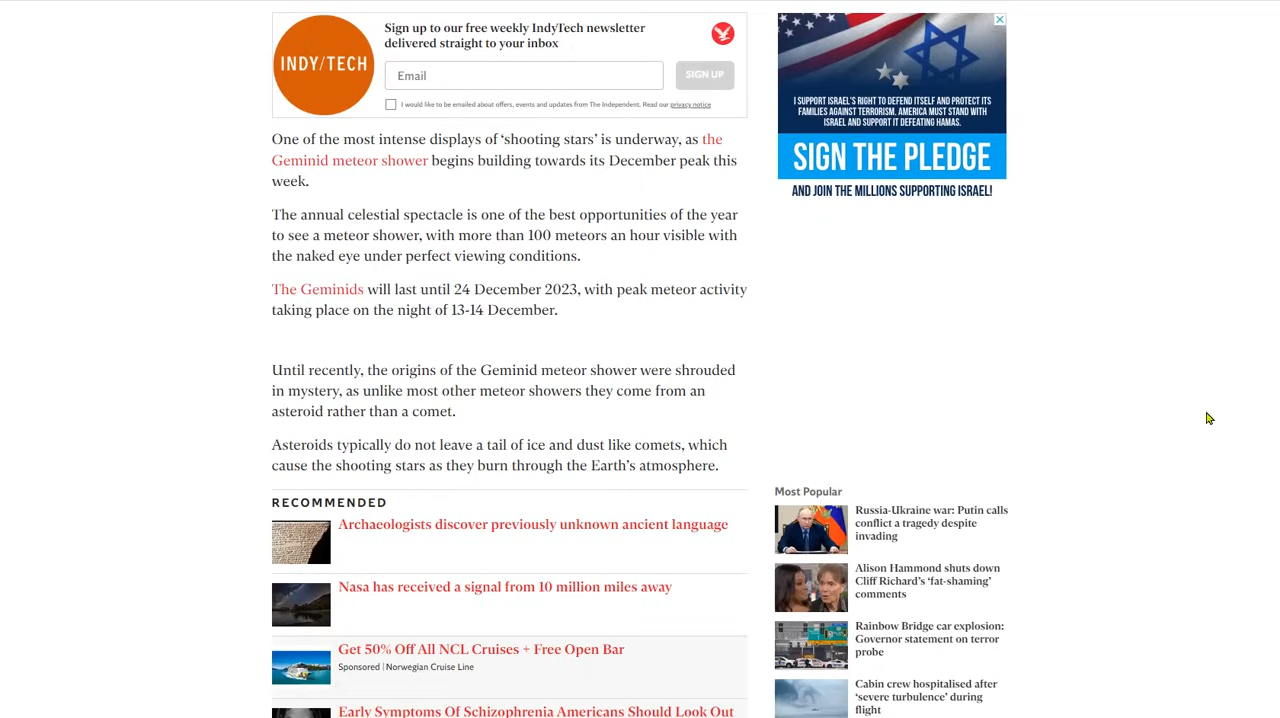 INDY/TECH
Sign up to our free weekly IndyTech newsletter
delivered straight to your inbox
Email
SIGN UP
I would like to be emailed about offers, events and updates from The Independent. Read our privacy notice
One of the most intense displays of ‘shooting stars’ is underway, as the
Geminid meteor shower begins building towards its December peak this
week.
The annual celestial spectacle is one of the best opportunities of the year
to see a meteor shower, with more than 100 meteors an hour visible with
the naked eye under perfect viewing conditions.
The Geminids will last until 24 December 2023, with peak meteor activity
taking place on the night of 13-14 December.
Until recently, the origins of the Geminid meteor shower were shrouded
in mystery, as unlike most other meteor showers they come from an
asteroid rather than a comet.
Asteroids typically do not leave a tail of ice and dust like comets, which
cause the shooting stars as they burn through the Earth’s atmosphere.
RECOMMENDED
Archaeologists discover previously unknown ancient language
Nasa has received a signal from 10 million miles away
Get 50% Off All NCL Cruises + Free Open Bar
Sponsored | Norwegian Cruise Line
Early Symptoms Of Schizophrenia Americans Should Look Out
I SUPPORT ISRAEL'S RIGHT TO DEFEND ITSELF AND PROTECT ITS
FAMILIES AGAINST TERRORISM. AMERICA MUST STAND WITH
ISRAEL AND SUPPORT IT DEFEATING HAMAS.
SIGN THE PLEDGE
AND JOIN THE MILLIONS SUPPORTING ISRAEL!
Most Popular
Russia-Ukraine war: Putin calls
conflict a tragedy despite
invading
Alison Hammond shuts down
Cliff Richard’s ‘fat-shaming’
comments
Rainbow Bridge car explosion:
Governor statement on terror
probe
Cabin crew hospitalised after
‘severe turbulence’ during
flight